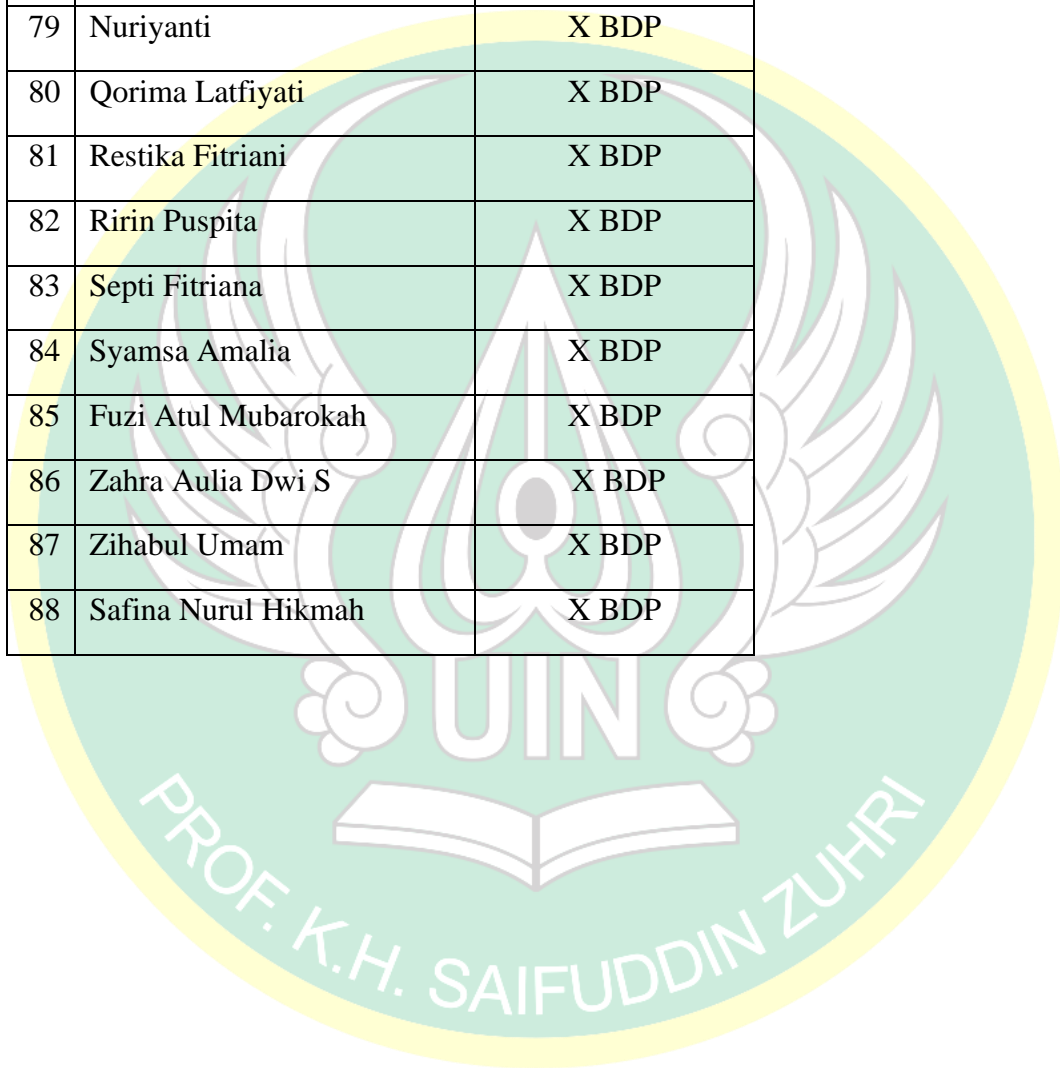 79 Nuriyanti X BDP
80 Qorima Latfiyati X BDP
81 Restika Fitriani X BDP
82 Ririn Puspita X BDP
83 Septi Fitriana X BDP
84 Syamsa Amalia X BDP
85 Fuzi Atul Mubarokah X BDP
86 Zahra Aulia Dwi S X BDP
87 Zihabul Umam X BDP
88 Safina Nurul Hikmah X BDP
UIN
PROF. K.H. SAIFUDDIN ZUHRI